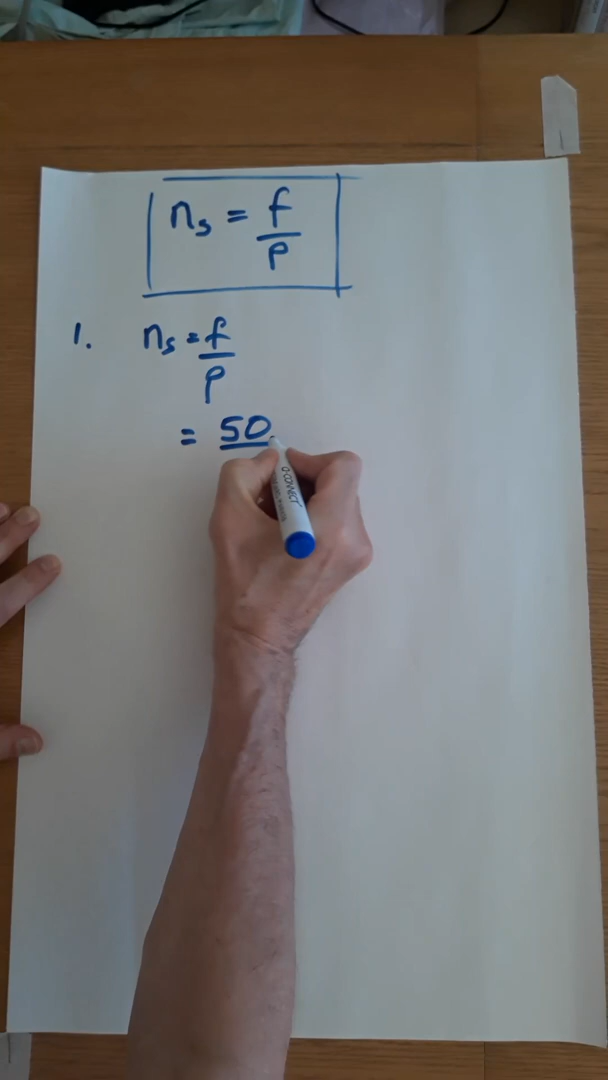 nₛ = f/p
1. nₛ = f/p
= 50
Q-CONNECT